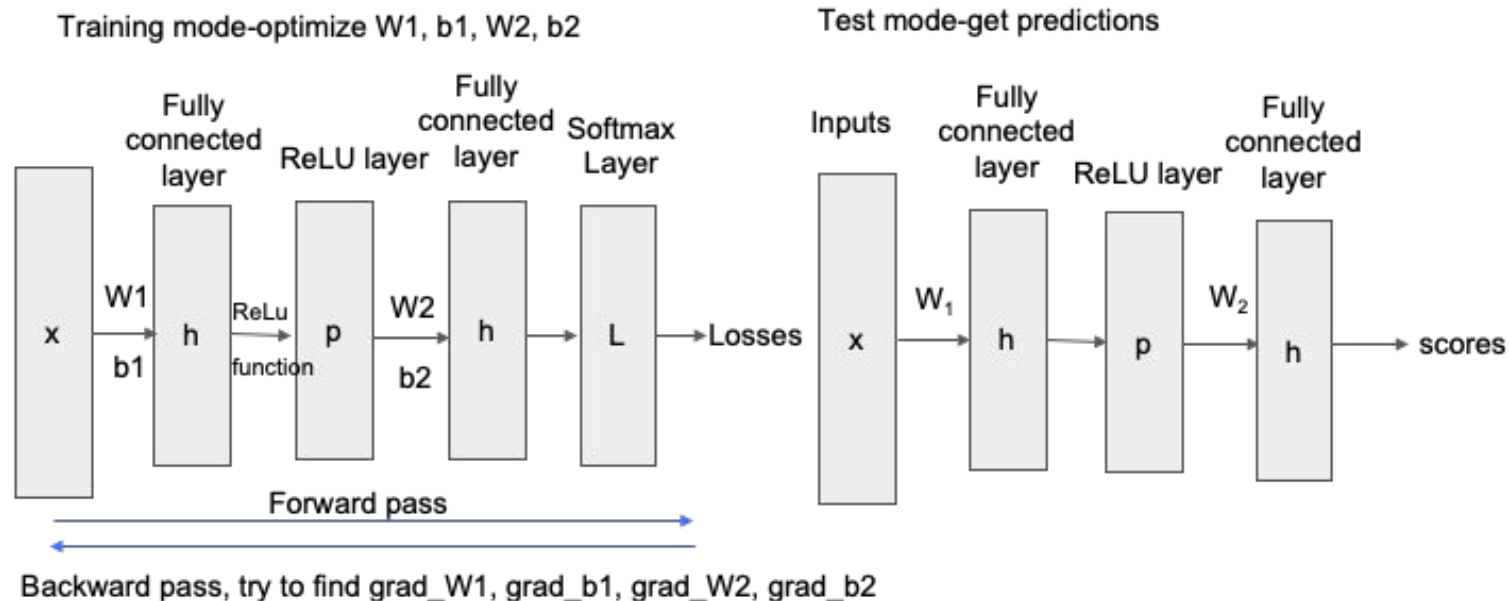 Training mode-optimize W1, b1, W2, b2
Fully
connected
layer
ReLU layer
Fully
connected
layer
Softmax
Layer
x
W1
b1
h
ReLu
function
p
W2
b2
h
L
Losses
Forward pass
Backward pass, try to find grad_W1, grad_b1, grad_W2, grad_b2
Test mode-get predictions
Inputs
Fully
connected
layer
ReLU layer
Fully
connected
layer
x
W₁
h
p
W₂
h
scores